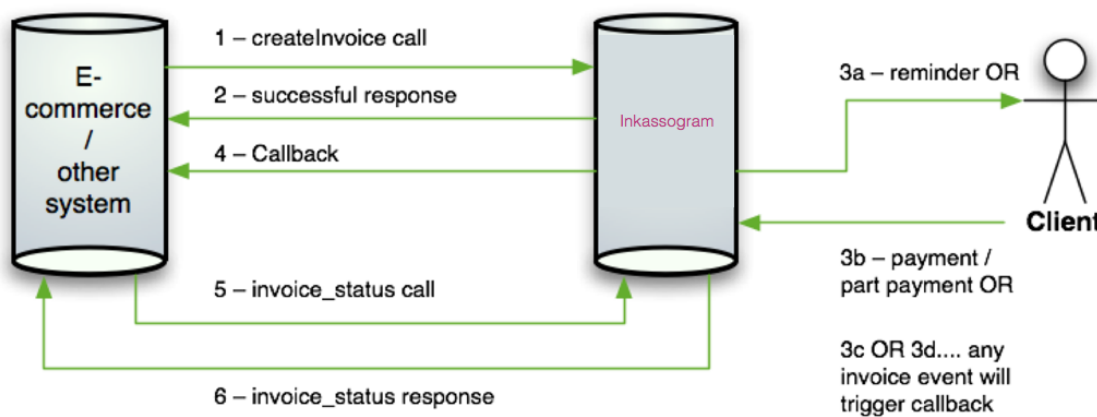 1 – createInvoice call
E-
commerce
/
other
system
2 – successful response
Inkassogram
4 – Callback
3a – reminder OR
Client
3b – payment /
part payment OR
5 – invoice_status call
3c OR 3d.... any
invoice event will
trigger callback
6 – invoice_status response